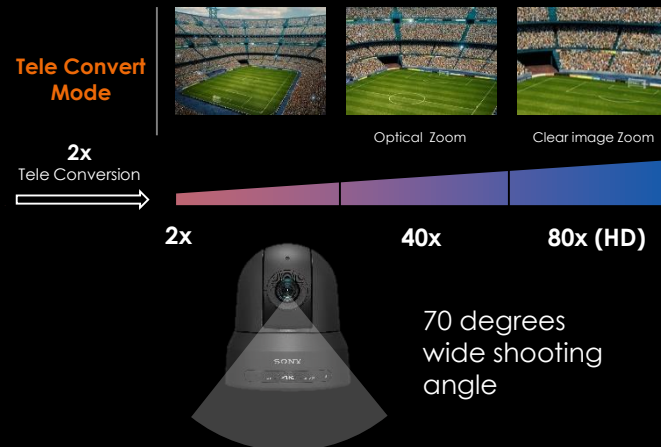 Tele Convert
Mode
2x
Tele Conversion
Optical Zoom
Clear image Zoom
2x
40x
80x (HD)
SONY
4K
70 degrees
wide shooting
angle